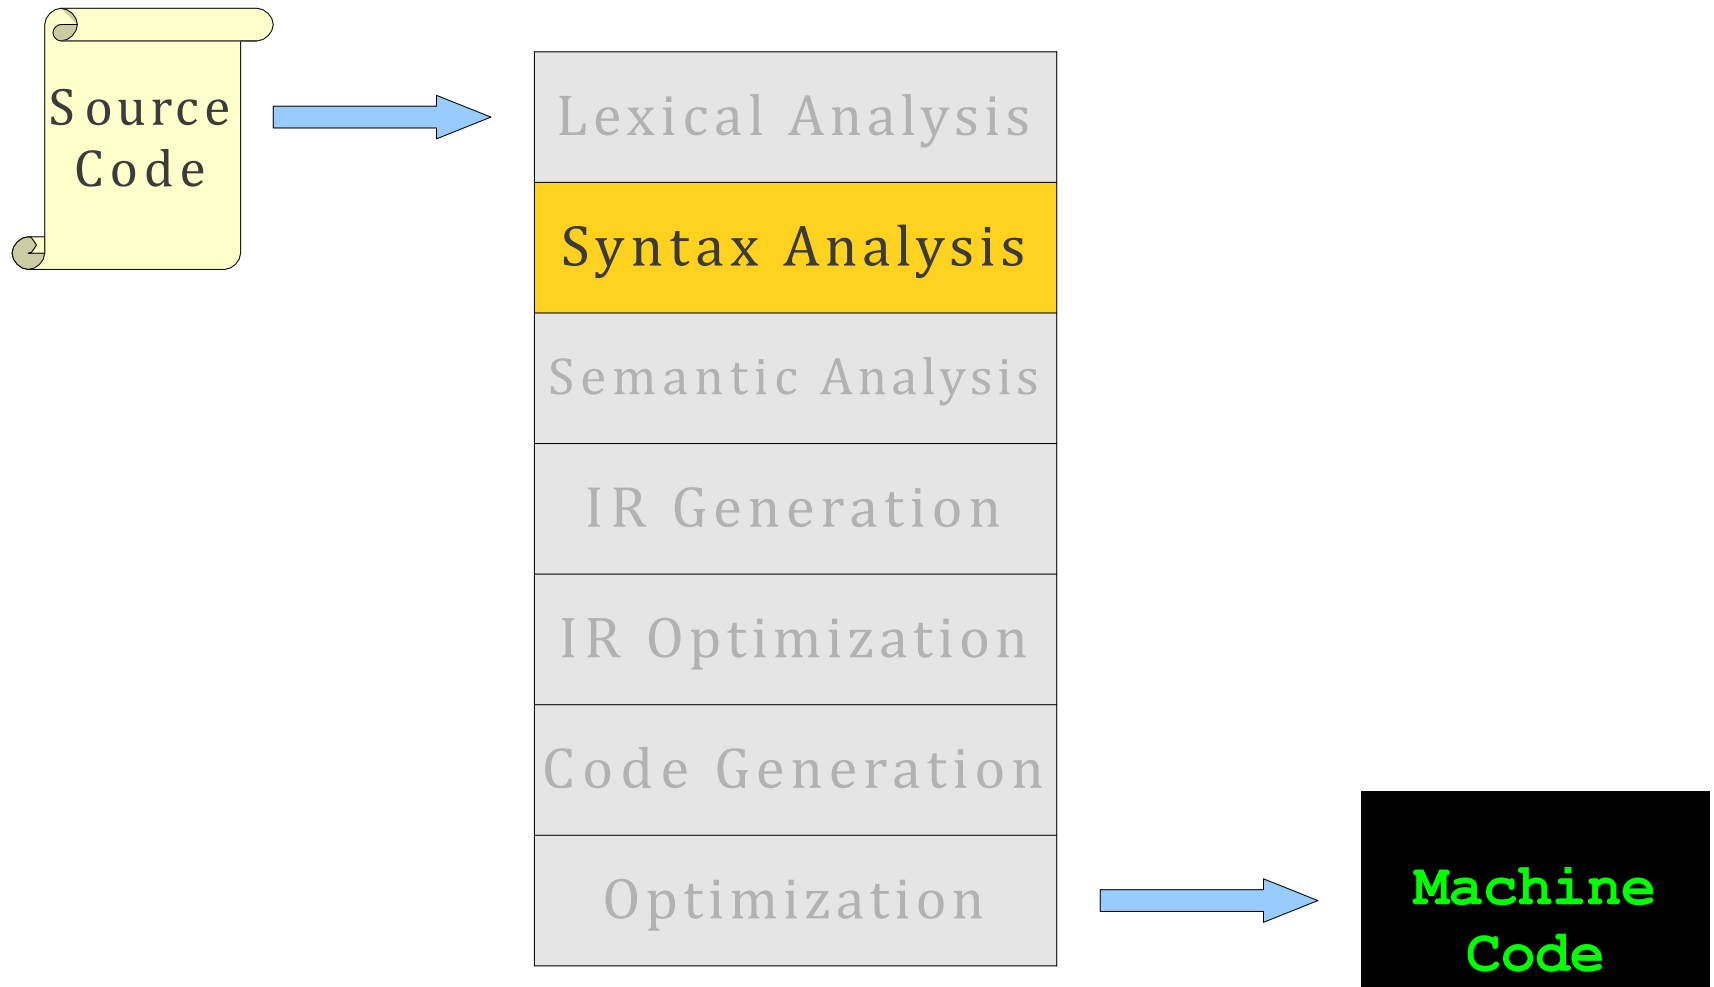 Source
Code
Lexical Analysis
Syntax Analysis
Semantic Analysis
IR Generation
IR Optimization
Code Generation
Optimization
Machine
Code